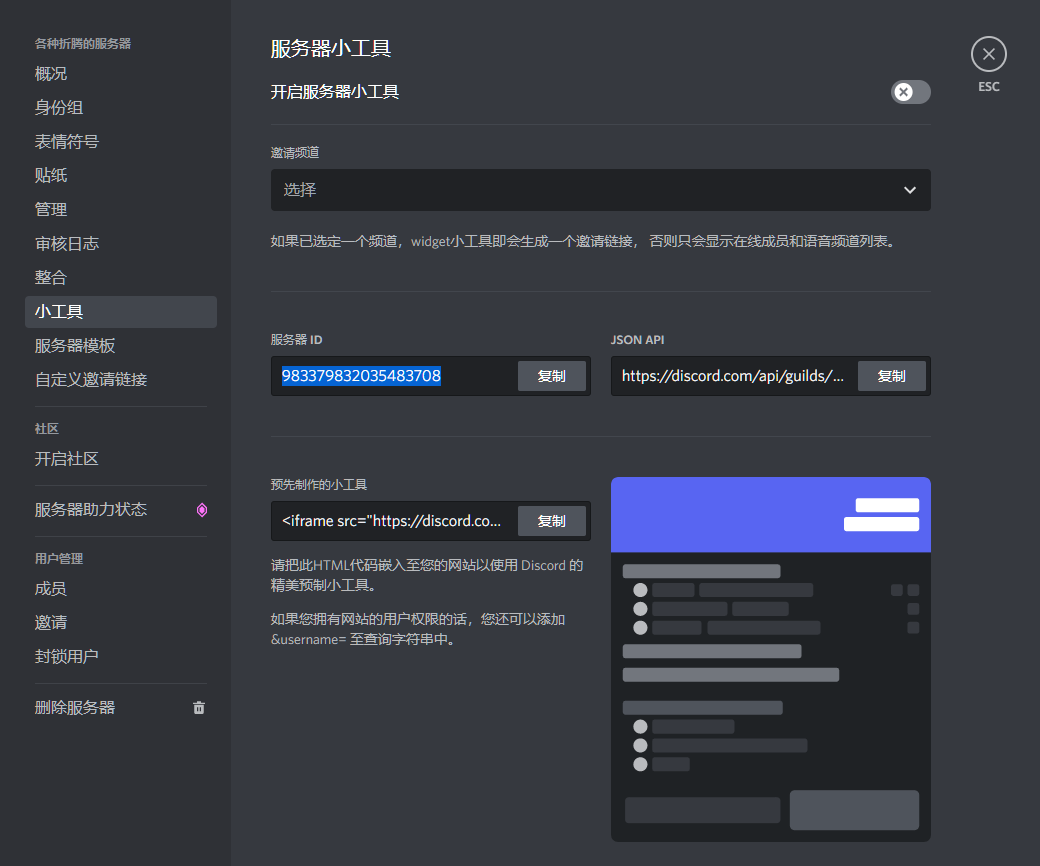 各种折腾的服务器
概况
身份组
表情符号
贴纸
管理
审核日志
整合
小工具
服务器模板
自定义邀请链接
社区
开启社区
服务器助力状态
用户管理
成员
邀请
封锁用户
删除服务器
服务器小工具
开启服务器小工具
ESC
邀请频道
选择
如果已选定一个频道，widget小工具即会生成一个邀请链接， 否则只会显示在线成员和语音频道列表。
服务器 ID
983379832035483708
复制
JSON API
https://discord.com/api/guilds/...
复制
预先制作的小工具
<iframe src="https://discord.co...
复制
请把此HTML代码嵌入至您的网站以使用 Discord 的
精美预制小工具。
如果您拥有网站的用户权限的话，您还可以添加
&username= 至查询字符串中。